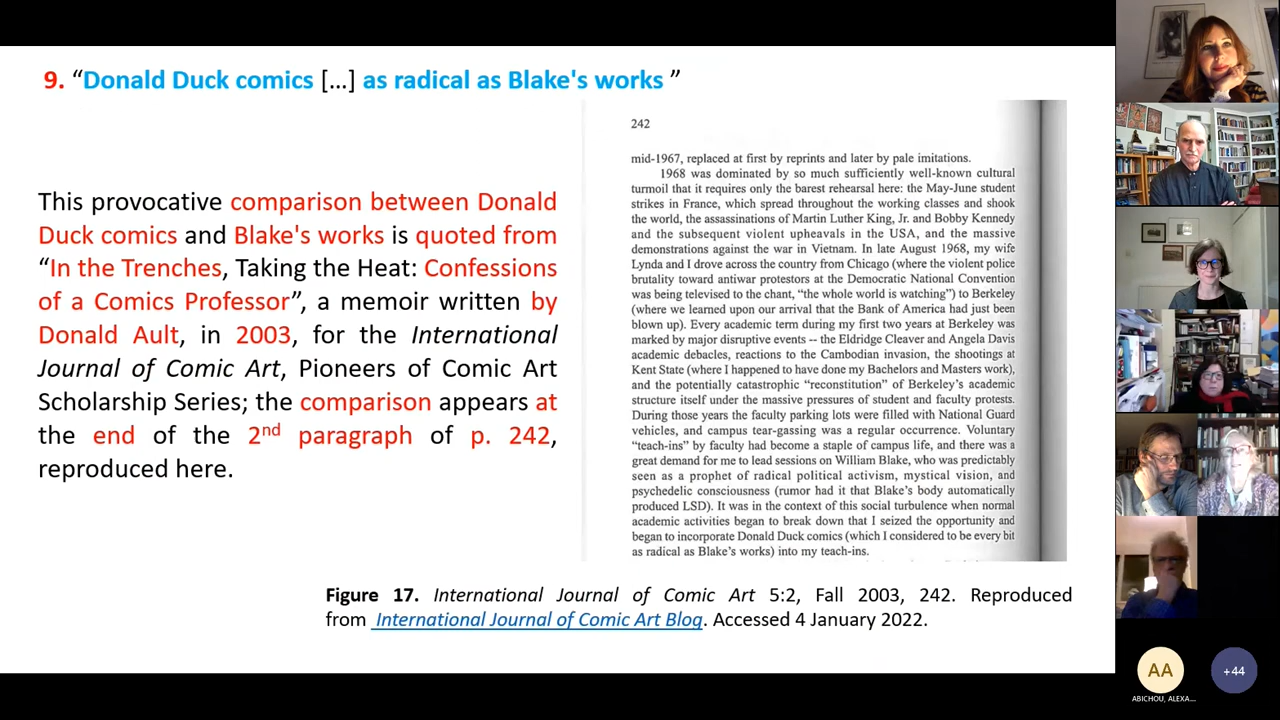 9. “Donald Duck comics [...] as radical as Blake's works ”
This provocative comparison between Donald
Duck comics and Blake's works is quoted from
“In the Trenches, Taking the Heat: Confessions
of a Comics Professor”, a memoir written by
Donald Ault, in 2003, for the International
Journal of Comic Art, Pioneers of Comic Art
Scholarship Series; the comparison appears at
the end of the 2nd paragraph of p. 242,
reproduced here.
242
mid-1967, replaced at first by reprints and later by pale imitations.
1968 was dominated by so much sufficiently well-known cultural
turmoil that it requires only the barest rehearsal here: the May-June student
strikes in France, which spread throughout the working classes and shook
the world, the assassinations of Martin Luther King, Jr. and Bobby Kennedy
and the subsequent violent upheavals in the USA, and the massive
demonstrations against the war in Vietnam. In late August 1968, my wife
Lynda and I drove across the country from Chicago (where the violent police
brutality toward antiwar protestors at the Democratic National Convention
was being televised to the chant, “the whole world is watching”) to Berkeley
(where we learned upon our arrival that the Bank of America had just been
blown up). Every academic term during my first two years at Berkeley was
marked by major disruptive events -- the Eldridge Cleaver and Angela Davis
academic debacles, reactions to the Cambodian invasion, the shootings at
Kent State (where I happened to have done my Bachelors and Masters work),
and the potentially catastrophic “reconstitution” of Berkeley's academic
structure itself under the massive pressures of student and faculty protests.
During those years the faculty parking lots were filled with National Guard
vehicles, and campus tear-gassing was a regular occurrence. Voluntary
“teach-ins” by faculty had become a staple of campus life, and there was a
great demand for me to lead sessions on William Blake, who was predictably
seen as a prophet of radical political activism, mystical vision, and
psychedelic consciousness (rumor had it that Blake's body automatically
produced LSD). It was in the context of this social turbulence when normal
academic activities began to break down that I seized the opportunity and
began to incorporate Donald Duck comics (which I considered to be every bit
as radical as Blake's works) into my teach-ins.
Figure 17. International Journal of Comic Art 5:2, Fall 2003, 242. Reproduced
from International Journal of Comic Art Blog. Accessed 4 January 2022.
AA
+44
ABICHOU, ALEXA...